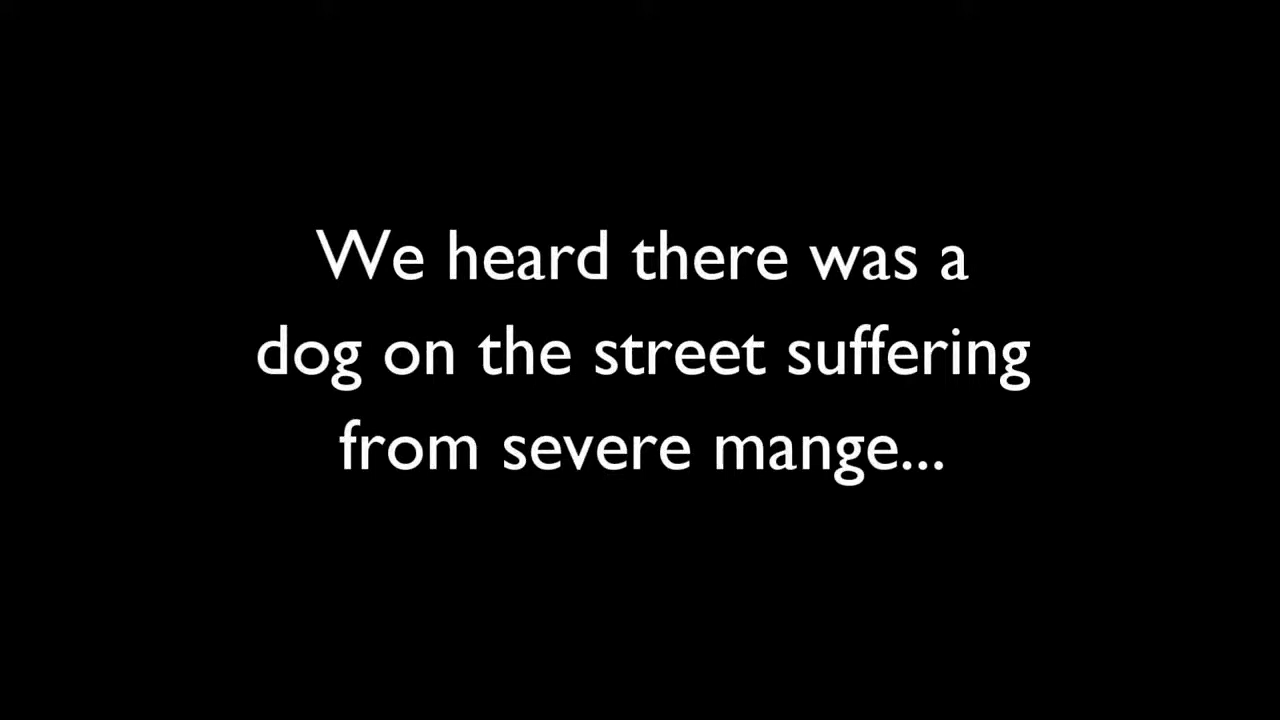 We heard there was a
dog on the street suffering
from severe mange...